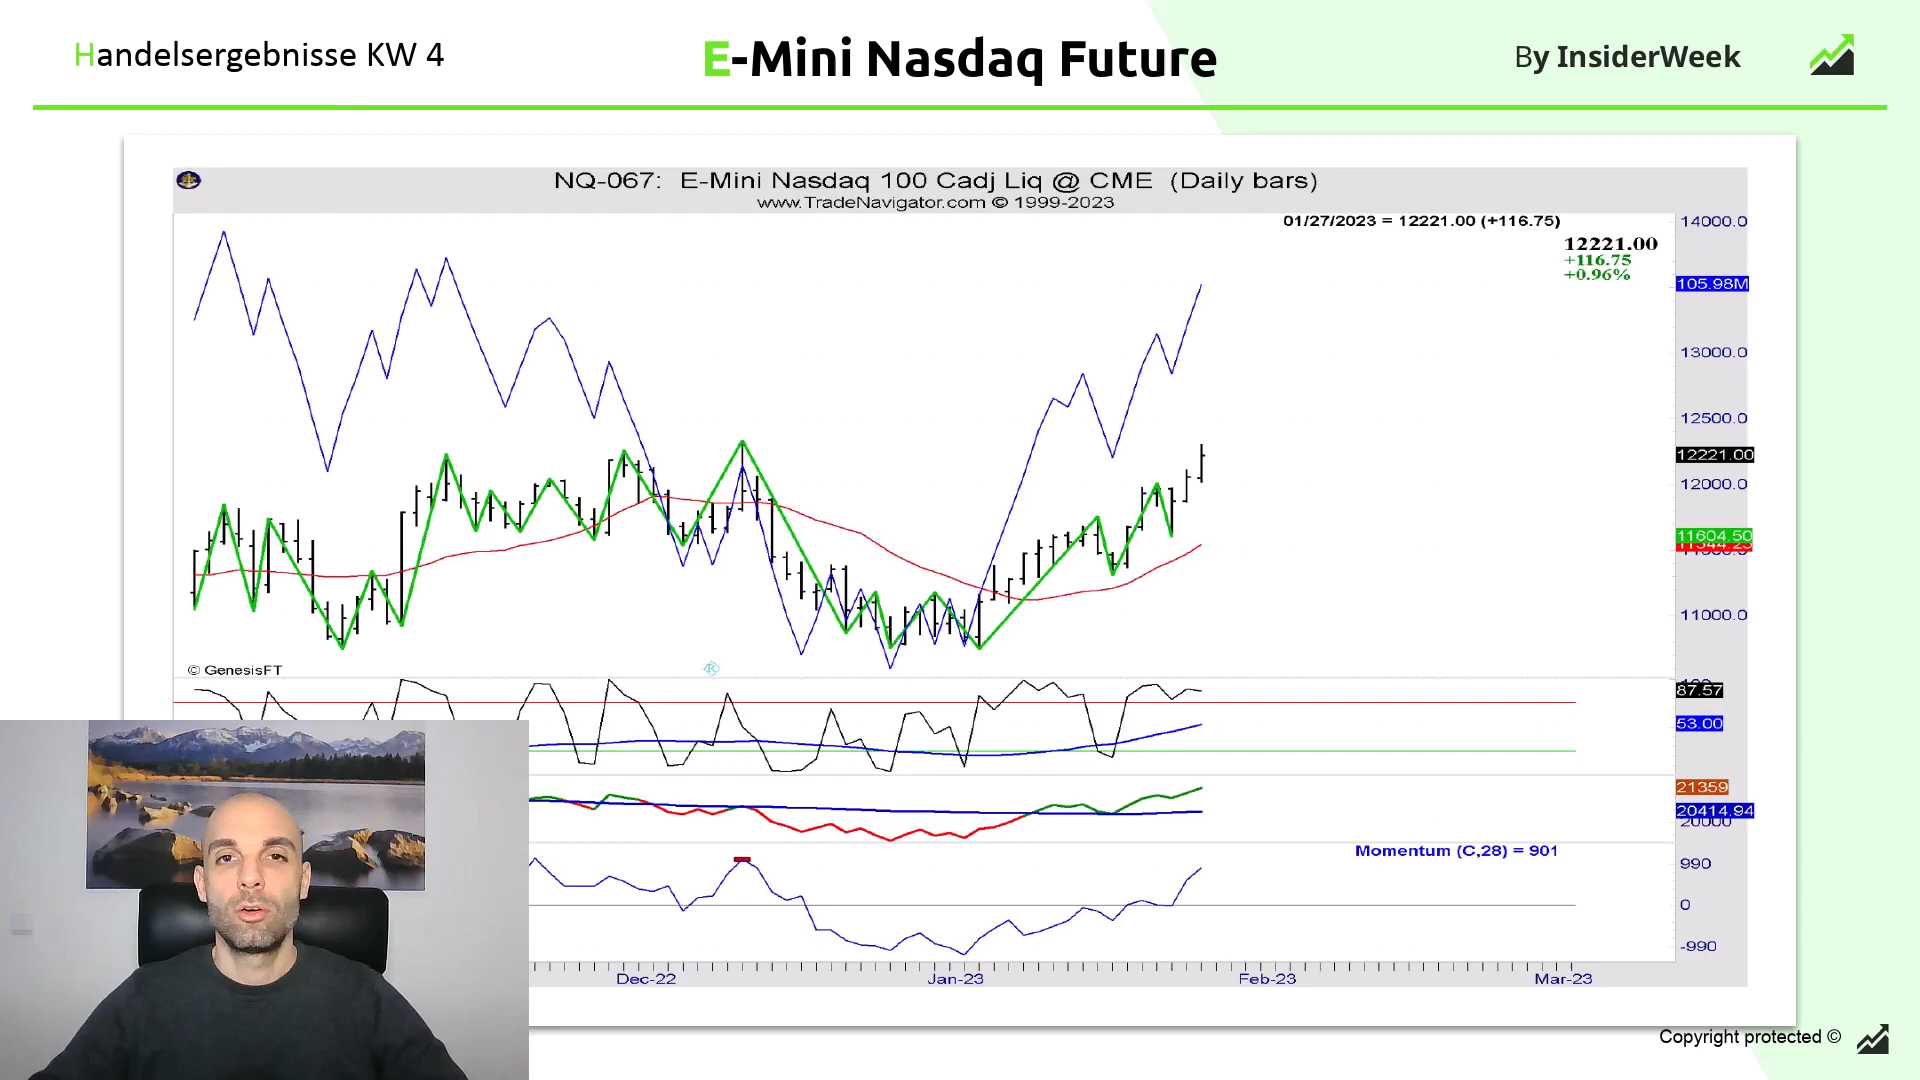 Handelsergebnisse KW 4
E-Mini Nasdaq Future
By InsiderWeek
NQ-067: E-Mini Nasdaq 100 Cadj Liq @ CME (Daily bars)
www.TradeNavigator.com © 1999-2023
01/27/2023 = 12221.00 (+116.75)
12221.00
+116.75
+0.96%
14000.0
105.98M
13000.0
12500.0
12221.00
12000.0
11604.50
11000.0
© GenesisFT
87.57
53.00
21359
20414.94
20000
Momentum (C,28) = 901
990
0
-990
Dec-22
Jan-23
Feb-23
Mar-23
Copyright protected ©